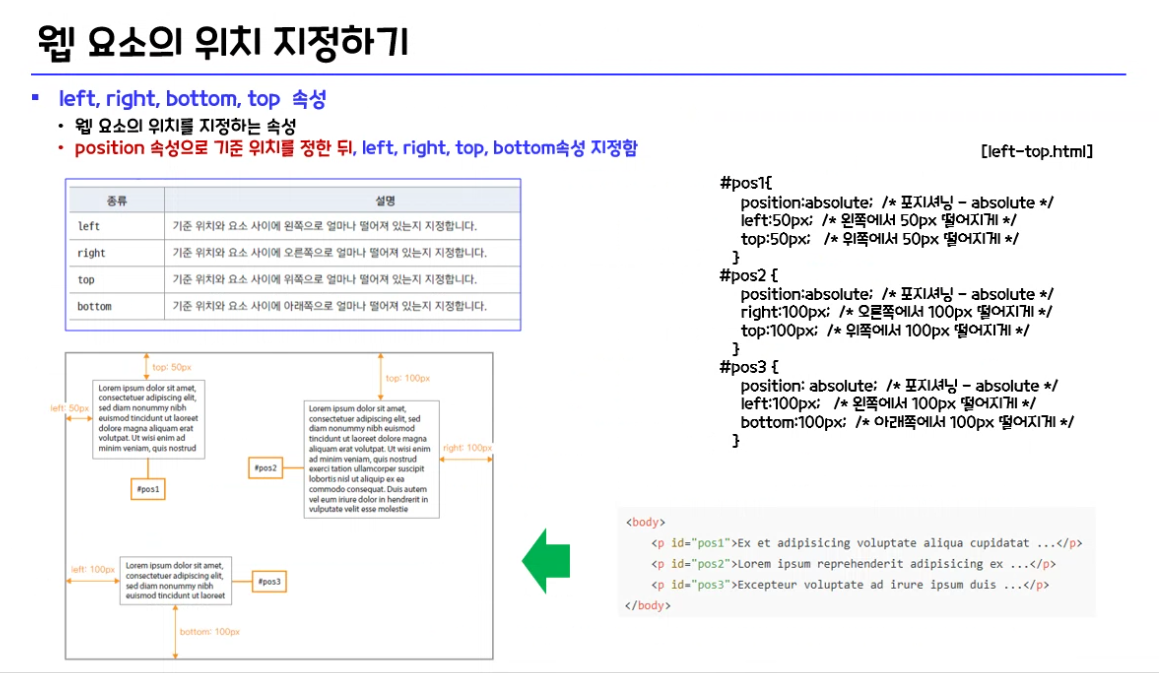 웹 요소의 위치 지정하기
▪ left, right, bottom, top 속성
• 웹 요소의 위치를 지정하는 속성
• position 속성으로 기준 위치를 정한 뒤, left, right, top, bottom속성 지정함
종류 설명
left 기준 위치와 요소 사이에 왼쪽으로 얼마나 떨어져 있는지 지정합니다.
right 기준 위치와 요소 사이에 오른쪽으로 얼마나 떨어져 있는지 지정합니다.
top 기준 위치와 요소 사이에 위쪽으로 얼마나 떨어져 있는지 지정합니다.
bottom 기준 위치와 요소 사이에 아래쪽으로 얼마나 떨어져 있는지 지정합니다.
[left-top.html]
#pos1{
position:absolute; /* 포지셔닝 - absolute */
left:50px; /* 왼쪽에서 50px 떨어지게 */
top:50px; /* 위쪽에서 50px 떨어지게 */
}
#pos2 {
position:absolute; /* 포지셔닝 - absolute */
right:100px; /* 오른쪽에서 100px 떨어지게 */
top:100px; /* 위쪽에서 100px 떨어지게 */
}
#pos3 {
position: absolute; /* 포지셔닝 - absolute */
left:100px; /* 왼쪽에서 100px 떨어지게 */
bottom:100px; /* 아래쪽에서 100px 떨어지게 */
}
top: 50px
left: 50px
Lorem ipsum dolor sit amet,
consectetuer adipiscing elit,
sed diam nonummy nibh
euismod tincidunt ut laoreet
dolore magna aliquam erat
volutpat. Ut wisi enim ad
minim veniam, quis nostrud
#pos1
top: 100px
Lorem ipsum dolor sit amet,
consectetuer adipiscing elit, sed
diam nonummy nibh euismod
tincidunt ut laoreet dolore magna
aliquam erat volutpat. Ut wisi enim
ad minim veniam, quis nostrud
exerci tation ullamcorper suscipit
lobortis nisl ut aliquip ex ea
commodo consequat. Duis autem
vel eum iriure dolor in hendrerit in
vulputate velit esse molestie
right: 100px
#pos2
left: 100px
Lorem ipsum dolor sit amet,
consectetuer adipiscing elit,
sed diam nonummy nibh
euismod tincidunt ut laoreet
#pos3
bottom: 100px
<body>
<p id="pos1">Ex et adipisicing voluptate aliqua cupidatat ...</p>
<p id="pos2">Lorem ipsum reprehenderit adipisicing ex ...</p>
<p id="pos3">Excepteur voluptate ad irure ipsum duis ...</p>
</body>